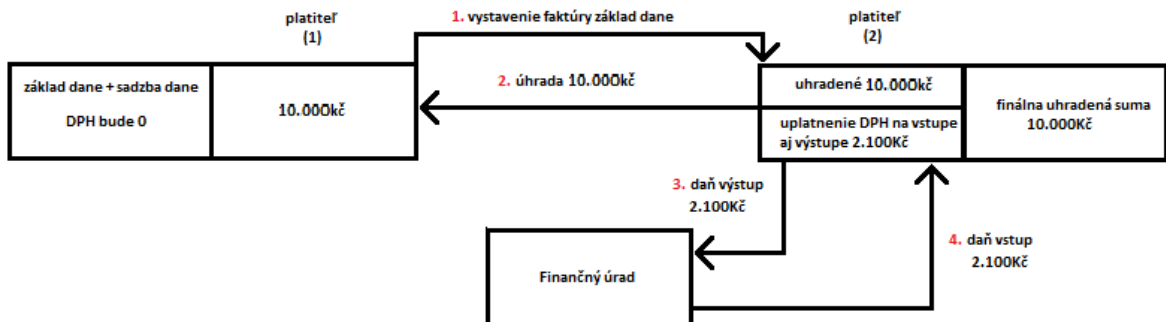 platiteľ
(1)
1. vystavenie faktúry základ dane
platiteľ
(2)
základ dane + sadzba dane
DPH bude 0
10.000kč
2. úhrada 10.000kč
uhradené 10.000kč
uplatnenie DPH na vstupe
aj výstupe 2.100Kč
finálna uhradená suma
10.000Kč
3. daň výstup
2.100Kč
4. daň vstup
2.100Kč
Finančný úrad